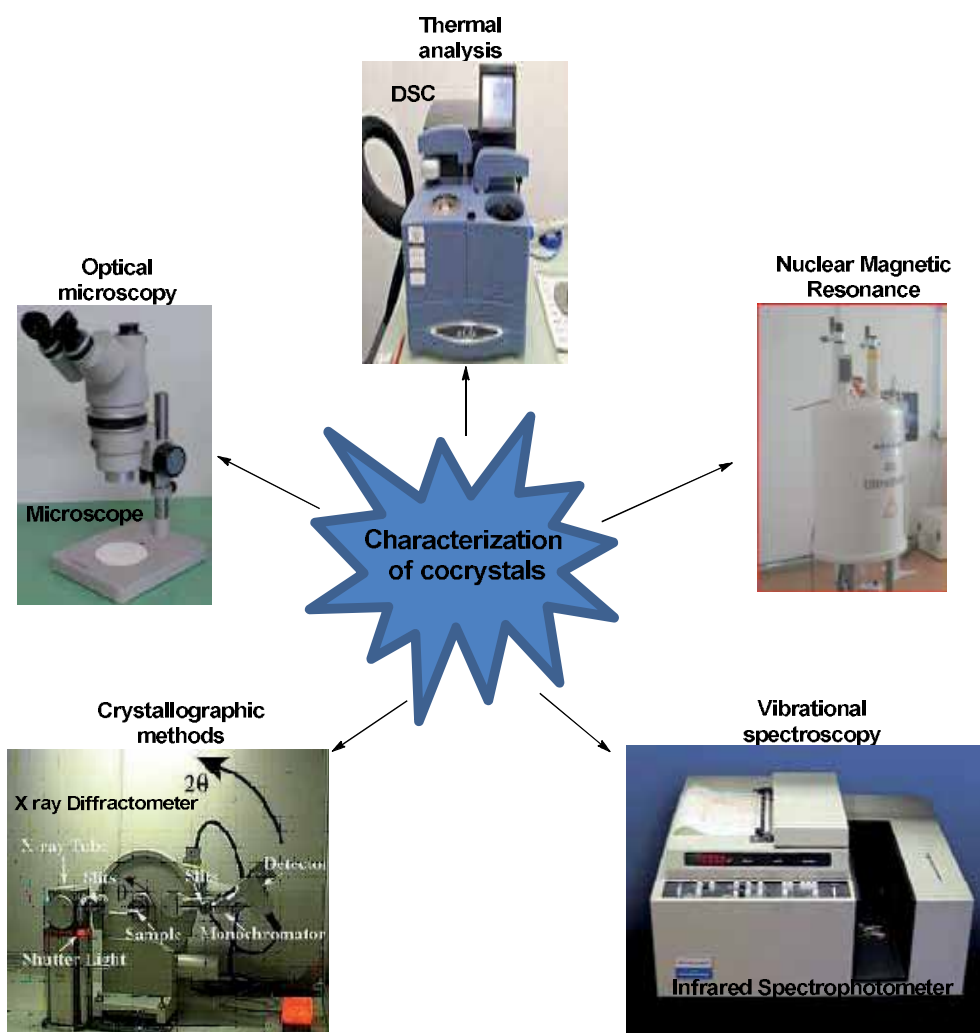 Thermal
analysis
DSC
Optical
microscopy
Microscope
Nuclear Magnetic
Resonance
Characterization
of cocrystals
Crystallographic
methods
2θ
X ray Diffractometer
X-ray Tube
Slits
Slits
Detector
Sample
Monochromator
Shutter Light
Vibrational
spectroscopy
Infrared Spectrophotometer